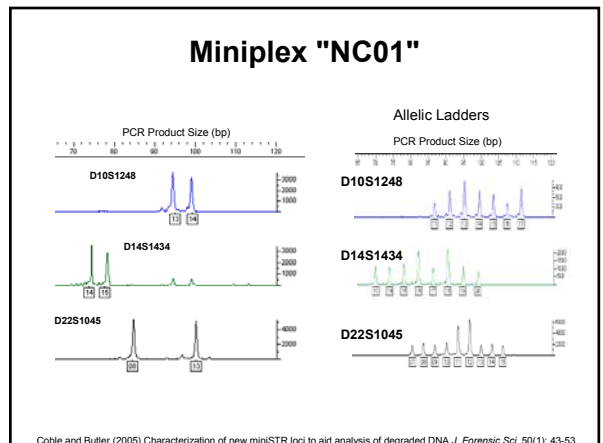 Miniplex "NC01"
PCR Product Size (bp)
70 80 90 100 110 120
D10S1248
3000
2000
1000
13 14
D14S1434
3000
2000
1000
14 15
D22S1045
4000
2000
08 13
Allelic Ladders
PCR Product Size (bp)
D10S1248
D14S1434
D22S1045
Coble and Butler (2005) Characterization of new miniSTR loci to aid analysis of degraded DNA J. Forensic Sci. 50(1): 43-53